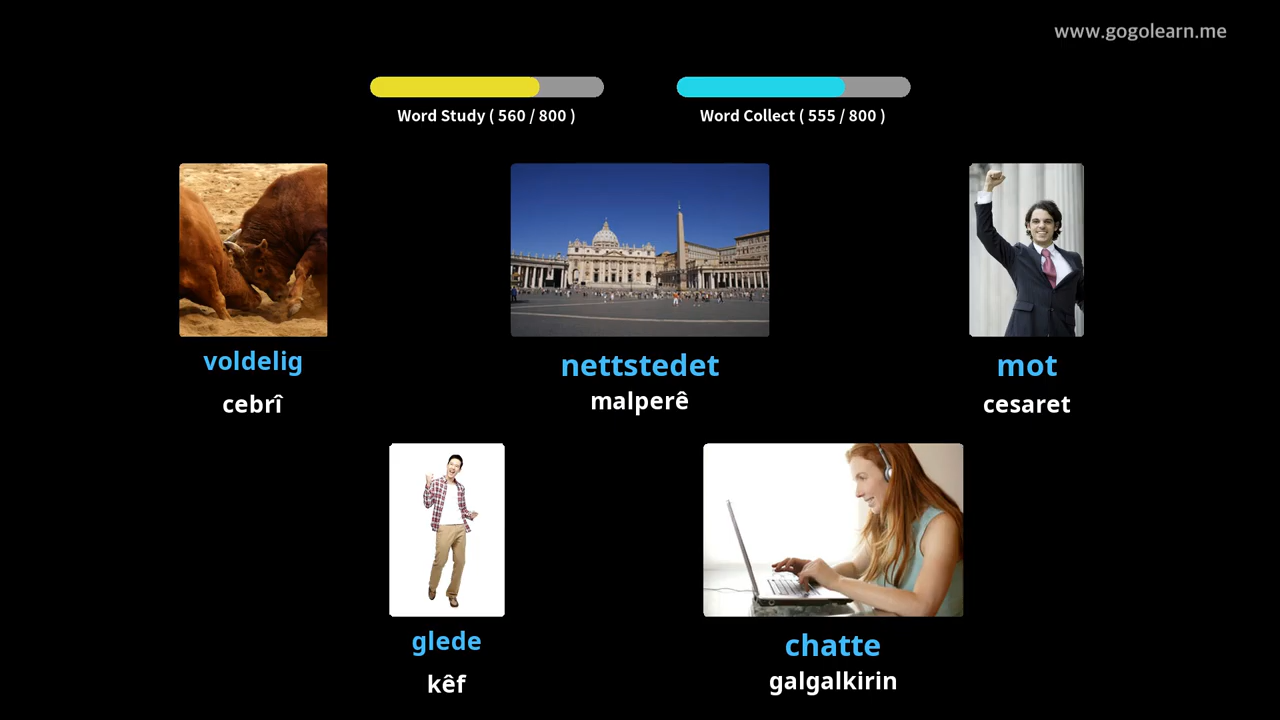 www.gogolearn.me
Word Study ( 560 / 800 )
Word Collect ( 555 / 800 )
voldelig
nettstedet
mot
cebrî
malperê
cesaret
glede
chatte
kêf
galgalkirin